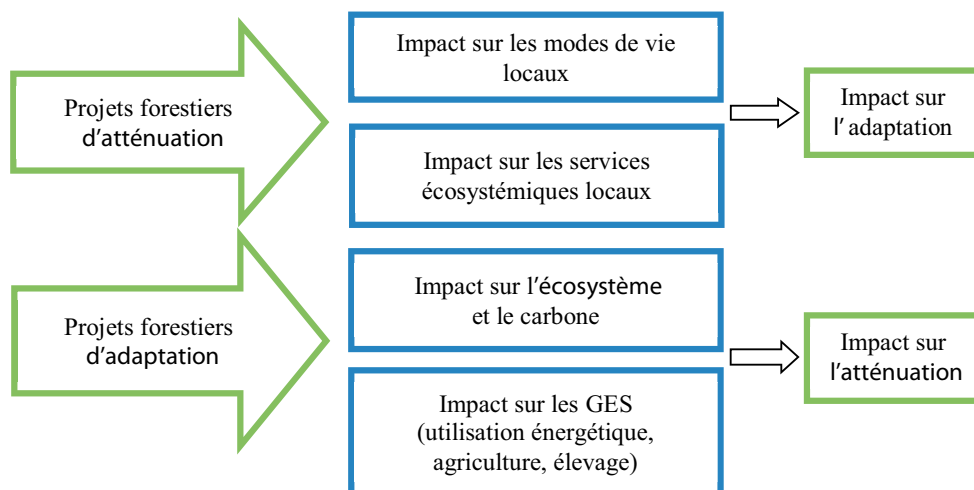 Projets forestiers
d'atténuation
Impact sur les modes de vie
locaux
Impact sur les services
écosystémiques locaux
Impact sur
l'adaptation
Projets forestiers
d'adaptation
Impact sur l'écosystème
et le carbone
Impact sur les GES
(utilisation énergétique,
agriculture, élevage)
Impact sur
l'atténuation